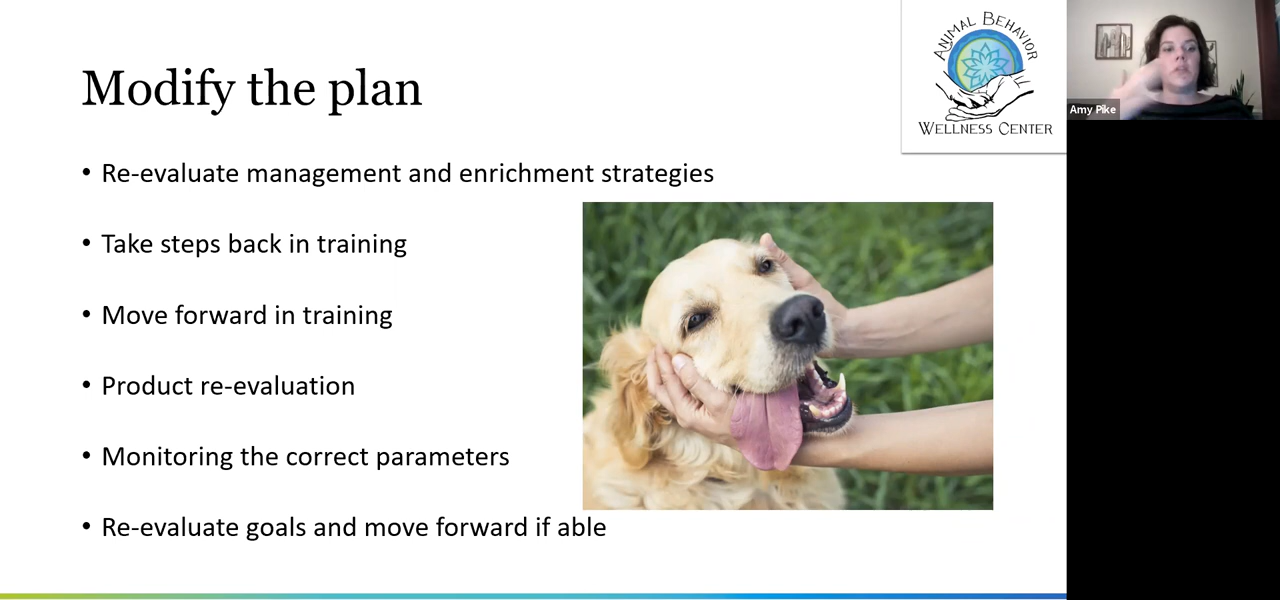 Modify the plan
ANIMAL BEHAVIOR
WELLNESS CENTER
Amy Pike
• Re-evaluate management and enrichment strategies
• Take steps back in training
• Move forward in training
• Product re-evaluation
• Monitoring the correct parameters
• Re-evaluate goals and move forward if able